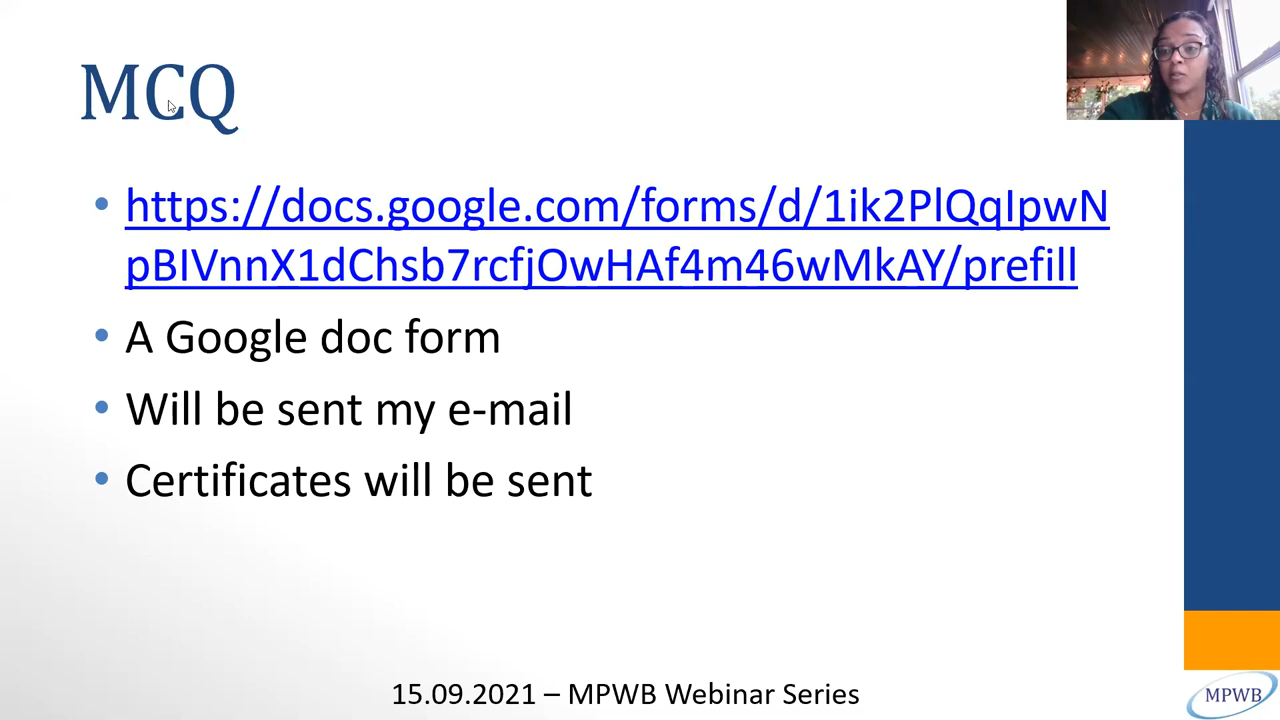 MCQ
https://docs.google.com/forms/d/1ik2PlQqIpwN
pBIVnnX1dChsb7rcfjOwHAf4m46wMkAY/prefill
A Google doc form
Will be sent my e-mail
Certificates will be sent
15.09.2021 – MPWB Webinar Series
MPWB